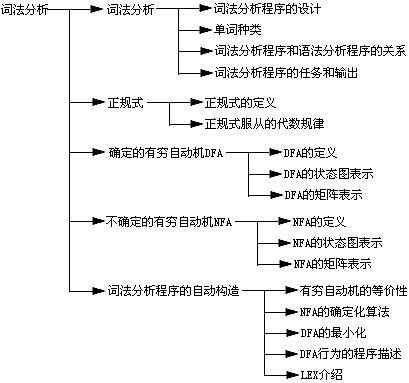 词法分析
词法分析
词法分析程序的设计
单词种类
词法分析程序和语法分析程序的关系
词法分析程序的任务和输出
正规式
正规式的定义
正规式服从的代数规律
确定的有穷自动机DFA
DFA的定义
DFA的状态图表示
DFA的矩阵表示
不确定的有穷自动机NFA
NFA的定义
NFA的状态图表示
NFA的矩阵表示
词法分析程序的自动构造
有穷自动机的等价性
NFA的确定化算法
DFA的最小化
DFA行为的程序描述
LEX介绍